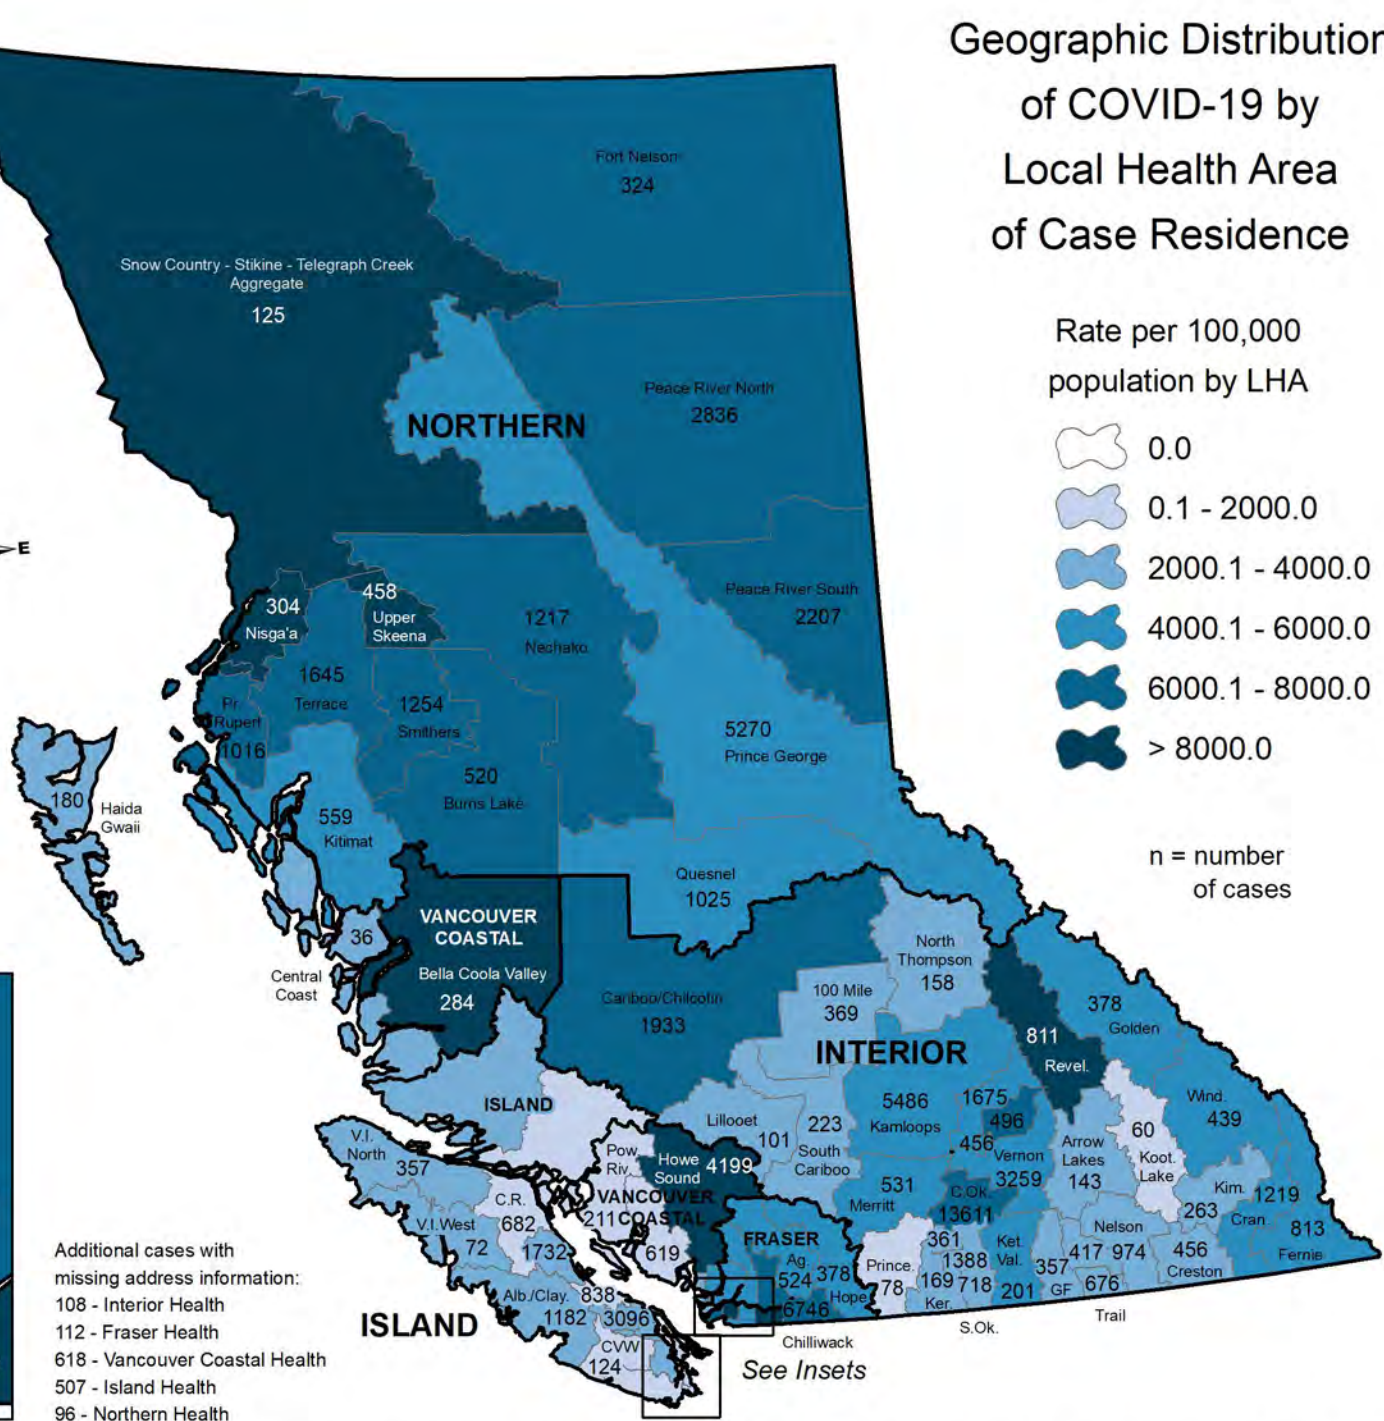 Geographic Distribution
of COVID-19 by
Local Health Area
of Case Residence
Rate per 100,000
population by LHA
0.0
0.1 - 2000.0
2000.1 - 4000.0
4000.1 - 6000.0
6000.1 - 8000.0
> 8000.0
n = number
of cases
Fort Nelson
324
Snow Country - Stikine - Telegraph Creek
Aggregate
125
Peace River North
2836
NORTHERN
E
Peace River South
2207
304
Nisga'a
458
Upper
Skeena
1217
Nechako
1645
Terrace
1254
Smithers
Pr.
Rupert
1016
5270
Prince George
520
Burns Lake
180
Haida
Gwaii
559
Kitimat
Quesnel
1025
VANCOUVER
COASTAL
36
Central
Coast
Bella Coola Valley
284
Cariboo/Chilcotin
1933
North
Thompson
158
100 Mile
369
INTERIOR
811
Revel.
378
Golden
ISLAND
5486
Kamloops
1675
496
456
Vernon
3259
Wind.
439
Lillooet
101
223
South
Cariboo
Arrow
Lakes
143
60
Koot.
Lake
V.I.
North
357
Pow.
Riv.
Howe
Sound
4199
VANCOUVER
COASTAL
211
619
531
Merritt
C.Ok.
13611
Kim.
263
1219
Cran.
813
Fernie
C.R.
682
V.I.West
72
1732
FRASER
Ag.
524
378
Hope
6746
Chilliwack
Prince.
78
361
1388
169
718
Ker.
S.Ok.
Ket.
Val.
201
357
GF
Nelson
417
974
676
Trail
456
Creston
Alb./Clay.
1182
838
3096
CVW
124
ISLAND
See Insets
Additional cases with
missing address information:
108 - Interior Health
112 - Fraser Health
618 - Vancouver Coastal Health
507 - Island Health
96 - Northern Health